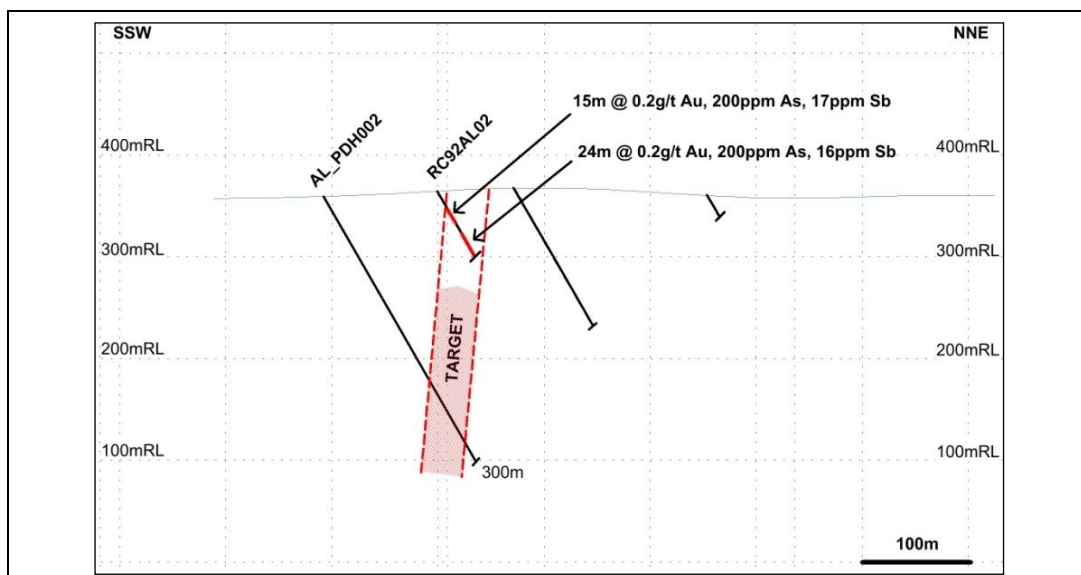 SSW
NNE
15m @ 0.2g/t Au, 200ppm As, 17ppm Sb
24m @ 0.2g/t Au, 200ppm As, 16ppm Sb
AL_PDH002
RC92AL02
400mRL
400mRL
300mRL
300mRL
200mRL
200mRL
TARGET
100mRL
100mRL
300m
100m